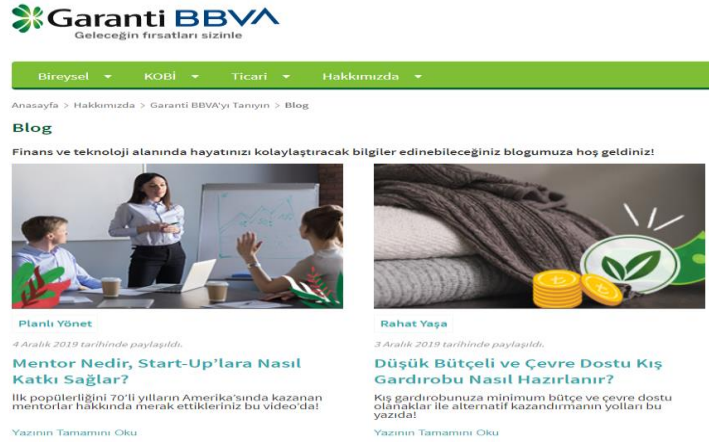 Garanti BBVA
Geleceğin fırsatları sizinle
Bireysel KOBİ Ticari Hakkımızda
Anasayfa > Hakkımızda > Garanti BBVA'yı Tanıyın > Blog
Blog
Finans ve teknoloji alanında hayatınızı kolaylaştıracak bilgiler edinebileceğiniz blogumuza hoş geldiniz!
Planlı Yönet
4 Aralık 2019 tarihinde paylaşıldı.
Mentor Nedir, Start-Up’lara Nasıl
Katkı Sağlar?
İlk popülerliğini 70’li yılların Amerika’sında kazanan
mentorlar hakkında merak ettikleriniz bu video’da!
Yazının Tamamını Oku
Rahat Yaşa
3 Aralık 2019 tarihinde paylaşıldı.
Düşük Bütçeli ve Çevre Dostu Kış
Gardırobu Nasıl Hazırlanır?
Kış gardırobunuza minimum bütçe ve çevre dostu
olanaklar ile alternatif kazandırmanın yolları bu
yazıda!
Yazının Tamamını Oku